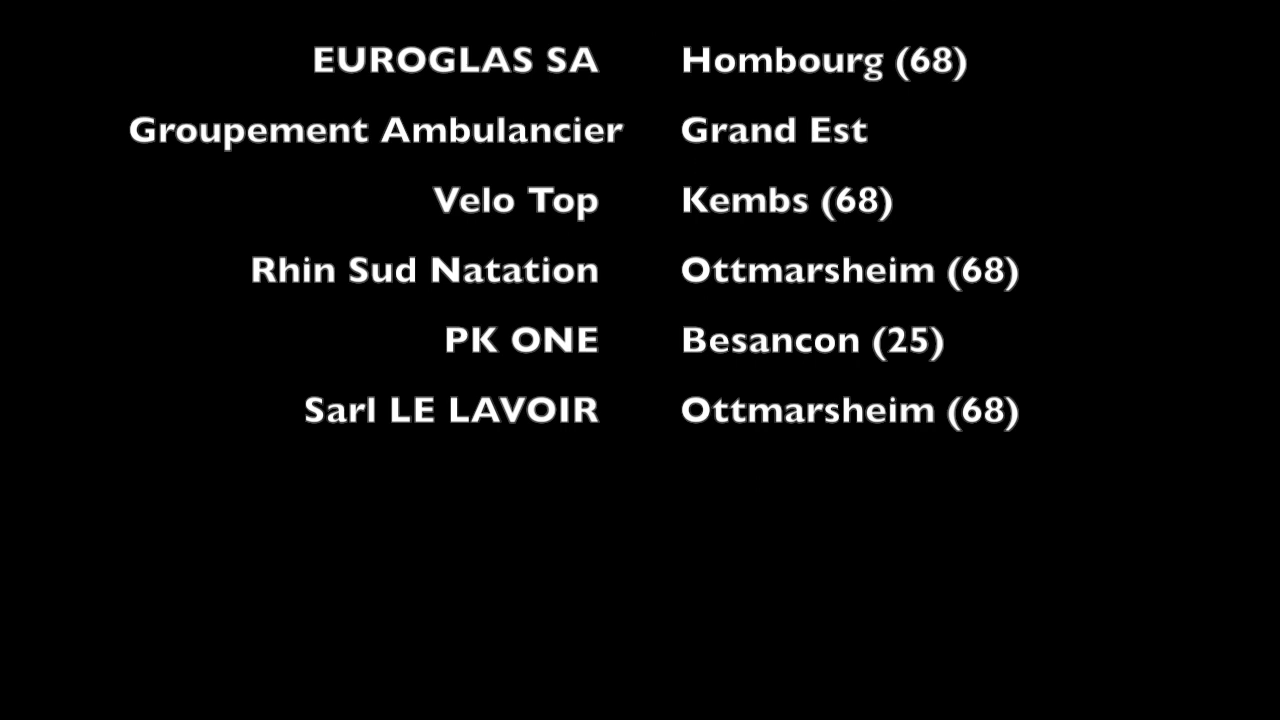 EUROGLAS SA Hombourg (68)
Groupement Ambulancier Grand Est
Velo Top Kembs (68)
Rhin Sud Natation Ottmarsheim (68)
PK ONE Besancon (25)
Sarl LE LAVOIR Ottmarsheim (68)